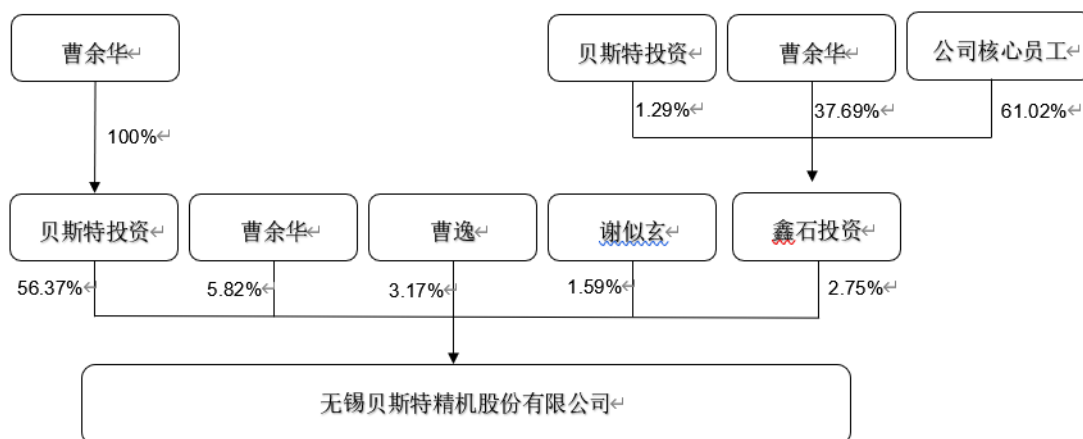 曹余华↵
贝斯特投资↵
曹余华↵
公司核心员工↵
100%↵
1.29%↵
37.69%↵
61.02%↵
贝斯特投资↵
曹余华↵
曹逸↵
谢似玄↵
鑫石投资↵
56.37%↵
5.82%↵
3.17%↵
1.59%↵
2.75%↵
无锡贝斯特精机股份有限公司↵